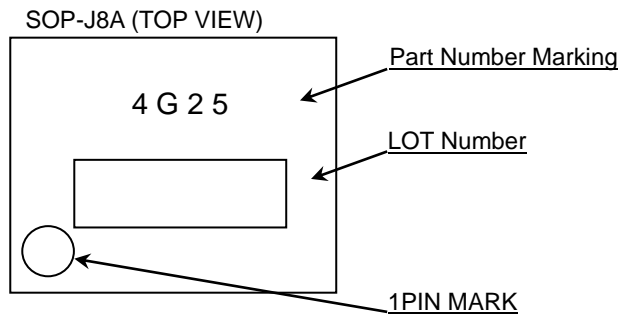 SOP-J8A (TOP VIEW)
Part Number Marking
4 G 2 5
LOT Number
1PIN MARK